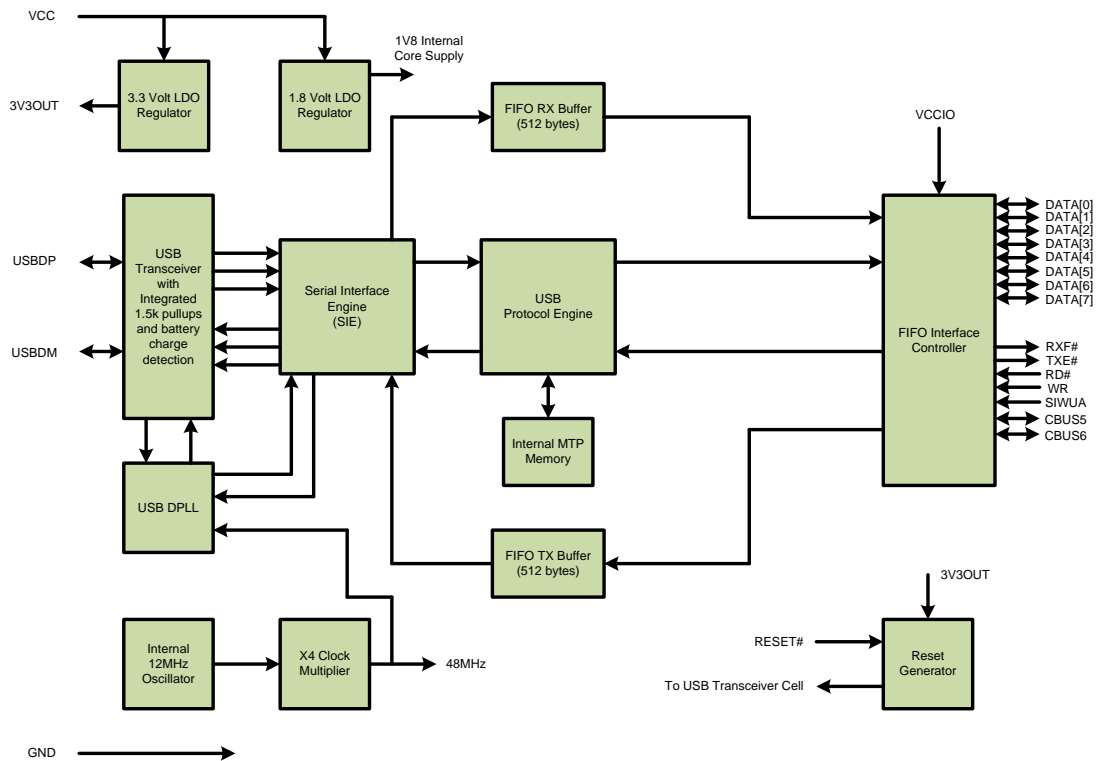 VCC
1V8 Internal
Core Supply
3V3OUT
3.3 Volt LDO
Regulator
1.8 Volt LDO
Regulator
FIFO RX Buffer
(512 bytes)
VCCIO
USBDP
USBDM
USB
Transceiver
with
Integrated
1.5k pullups
and battery
charge
detection
Serial Interface
Engine
(SIE)
USB
Protocol Engine
FIFO Interface
Controller
DATA[0]
DATA[1]
DATA[2]
DATA[3]
DATA[4]
DATA[5]
DATA[6]
DATA[7]
RXF#
TXE#
RD#
WR
SIWUA
CBUS5
CBUS6
Internal MTP
Memory
USB DPLL
FIFO TX Buffer
(512 bytes)
3V3OUT
Internal
12MHz
Oscillator
X4 Clock
Multiplier
48MHz
RESET#
Reset
Generator
To USB Transceiver Cell
GND